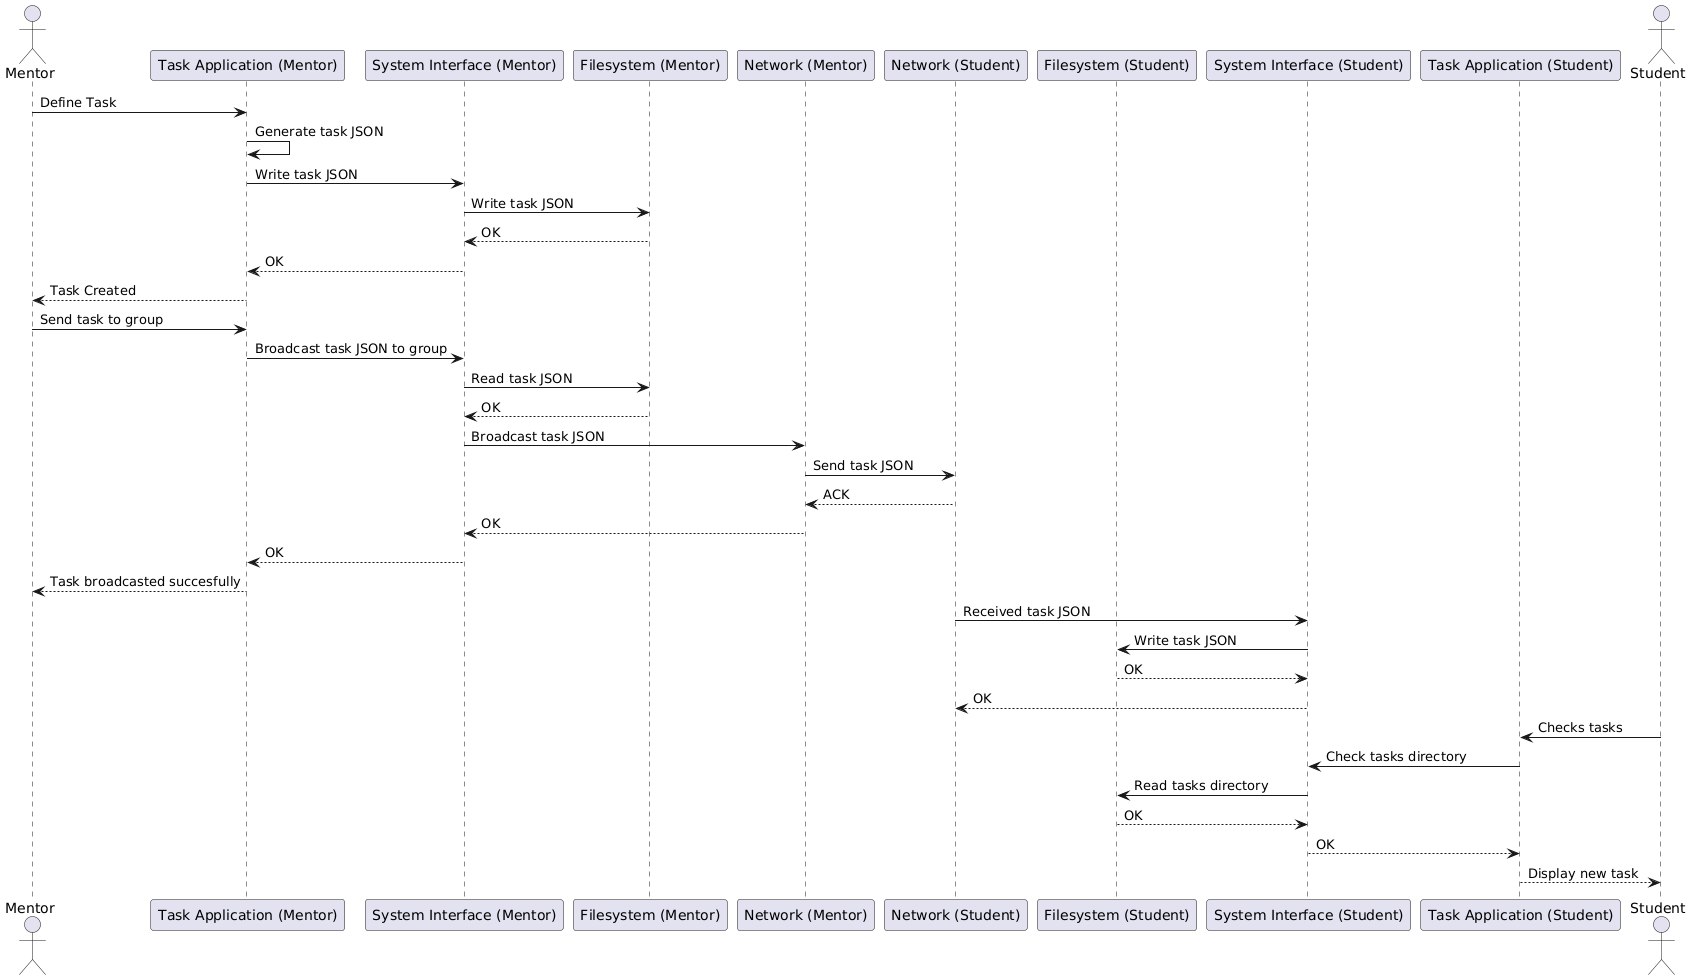 Mentor
Student
Task Application (Mentor)
System Interface (Mentor)
Filesystem (Mentor)
Network (Mentor)
Network (Student)
Filesystem (Student)
System Interface (Student)
Task Application (Student)
Define Task
Generate task JSON
Write task JSON
Write task JSON
OK
OK
Task Created
Send task to group
Broadcast task JSON to group
Read task JSON
OK
Broadcast task JSON
Send task JSON
ACK
OK
OK
Task broadcasted succesfully
Received task JSON
Write task JSON
OK
OK
Checks tasks
Check tasks directory
Read tasks directory
OK
OK
Display new task
Mentor
Student
Task Application (Mentor)
System Interface (Mentor)
Filesystem (Mentor)
Network (Mentor)
Network (Student)
Filesystem (Student)
System Interface (Student)
Task Application (Student)